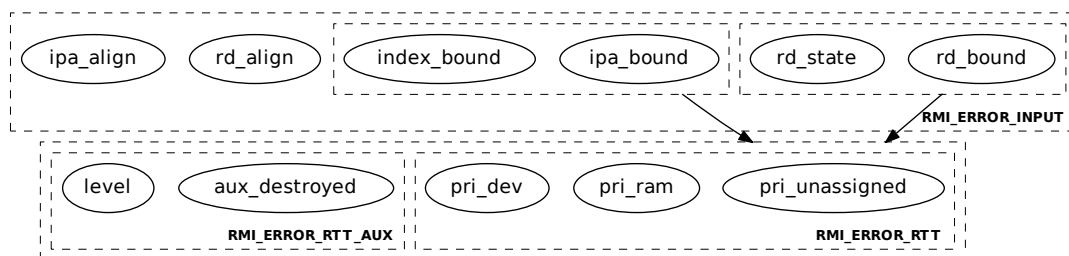 ipa_align rd_align index_bound ipa_bound rd_state rd_bound
RMI_ERROR_INPUT
level aux_destroyed pri_dev pri_ram pri_unassigned
RMI_ERROR_RTT_AUX RMI_ERROR_RTT